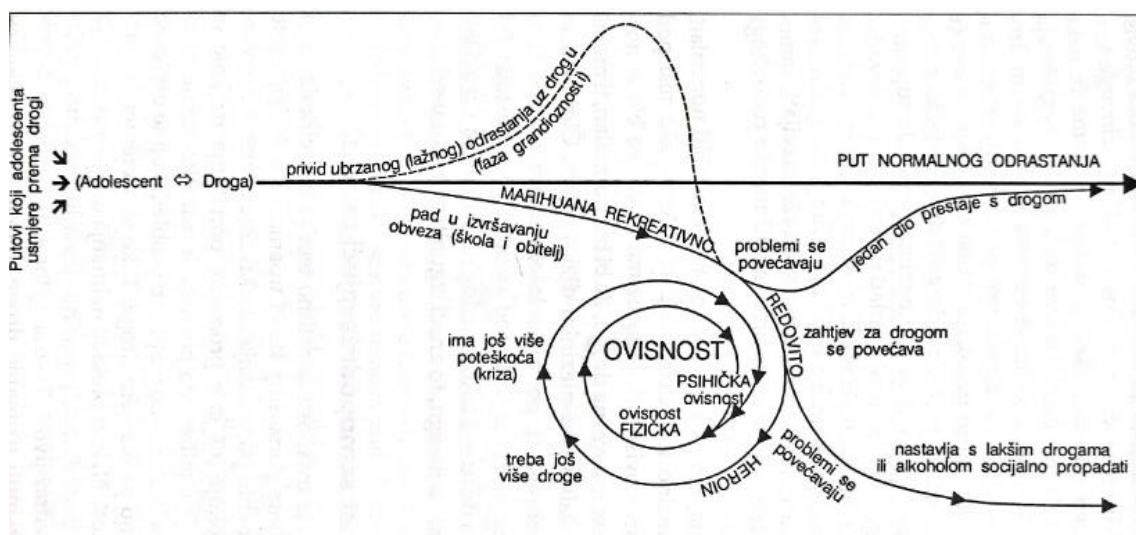 Putovi koji adolescenta
usmjere prema drogi
(Adolescent ⇔ Droga)
privid ubrzanog (lažnog) odrastanja uz drogu
(faza grandioznosti)
PUT NORMALNOG ODRASTANJA
MARIHUANA REKREATIVNO
pad u izvršavanju
obveza (škola i obitelj)
problemi se
povećavaju
jedan dio prestaje s drogom
REDOVITO
zahtjev za drogom
se povećava
ima još više
poteškoća
(kriza)
OVISNOST
PSIHIČKA
ovisnost
ovisnost
FIZIČKA
treba još
više droge
HEROIN
problemi se
povećavaju
nastavlja s lakšim drogama
ili alkoholom socijalno propadati